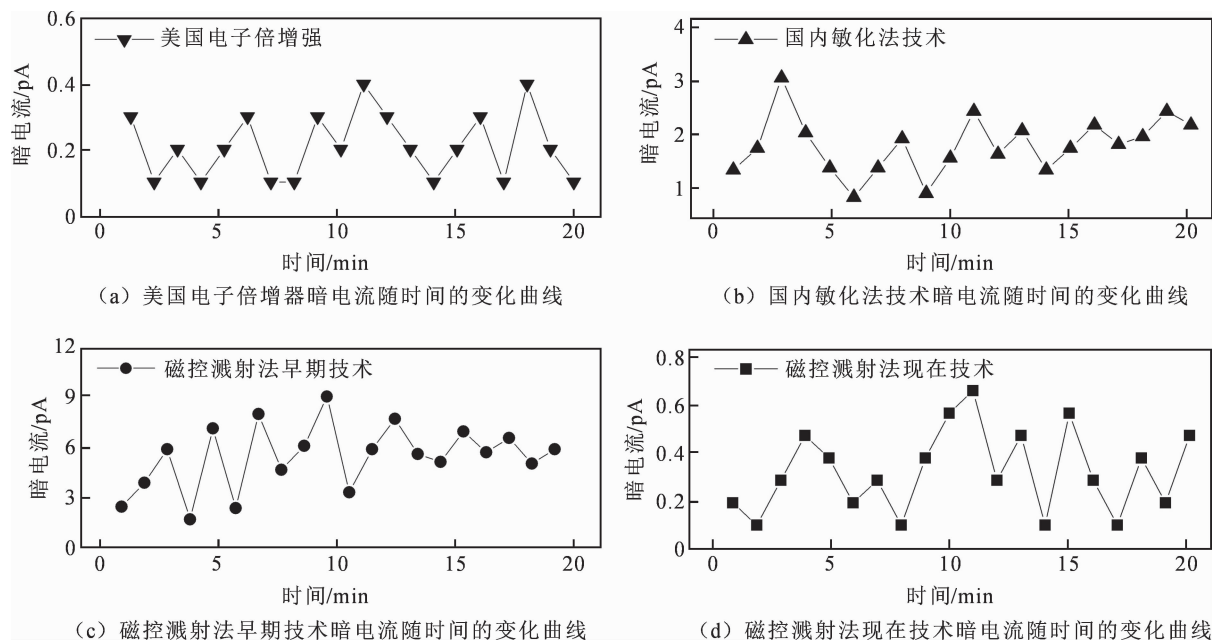 0.6
美国电子倍增强
0.4
暗电流/pA
0.2
0
0 5 10 15 20
时间/min
(a) 美国电子倍增器暗电流随时间的变化曲线
4
国内敏化法技术
3
暗电流/pA
2
1
0 5 10 15 20
时间/min
(b) 国内敏化法技术暗电流随时间的变化曲线
12
磁控溅射法早期技术
9
暗电流/pA
6
3
0
0 5 10 15 20
时间/min
(c) 磁控溅射法早期技术暗电流随时间的变化曲线
0.8
磁控溅射法现在技术
0.6
暗电流/pA
0.4
0.2
0
0 5 10 15 20
时间/min
(d) 磁控溅射法现在技术暗电流随时间的变化曲线